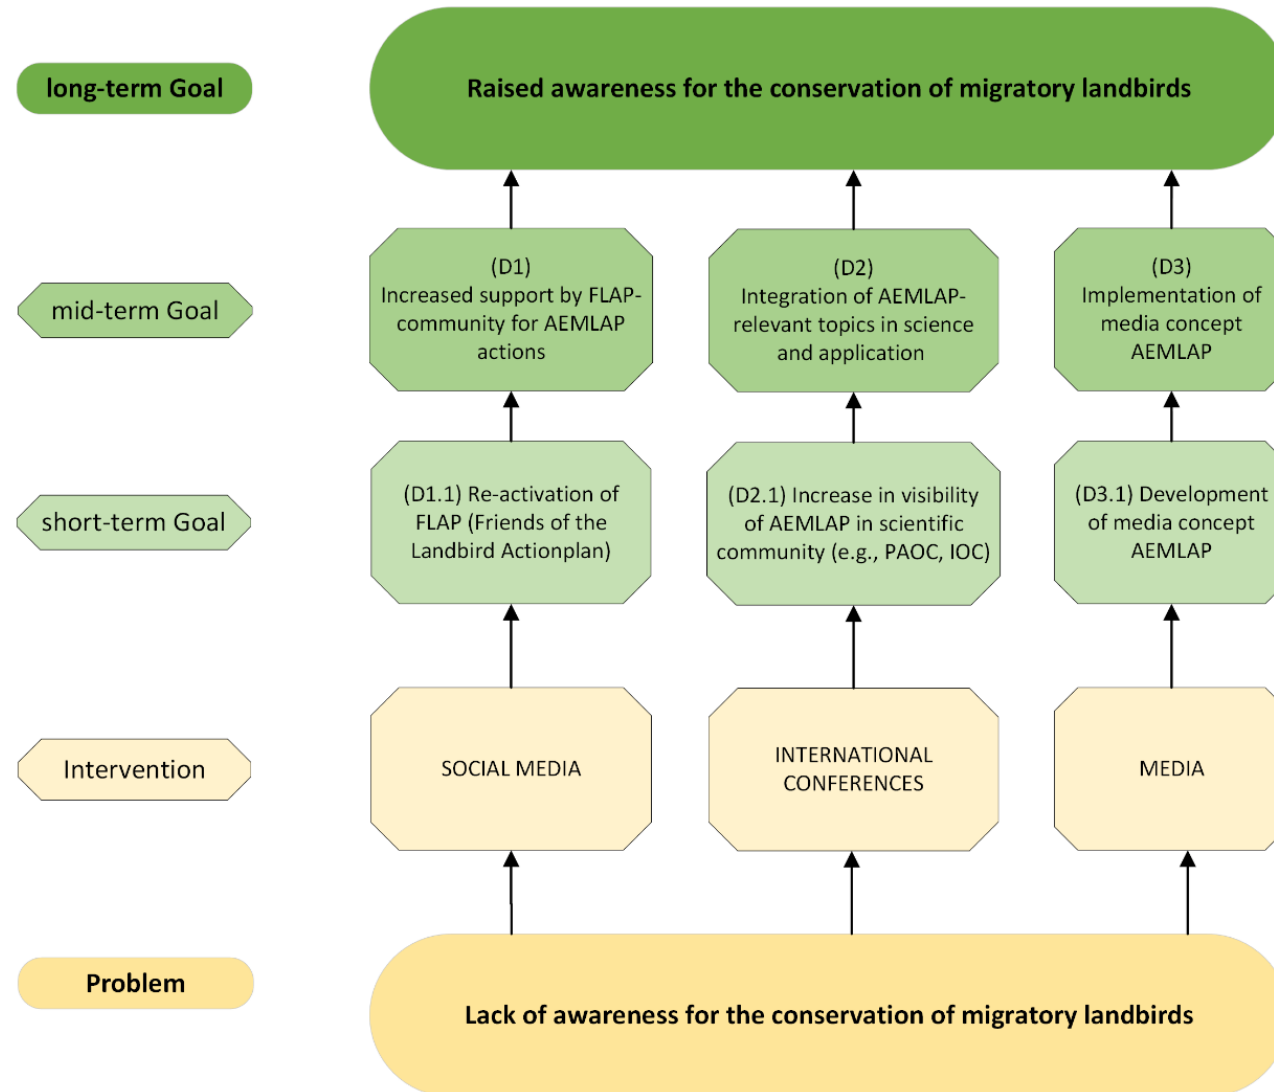 long-term Goal
Raised awareness for the conservation of migratory landbirds
mid-term Goal
(D1)
Increased support by FLAP-
community for AEMLAP
actions
(D2)
Integration of AEMLAP-
relevant topics in science
and application
(D3)
Implementation of
media concept
AEMLAP
short-term Goal
(D1.1) Re-activation of
FLAP (Friends of the
Landbird Actionplan)
(D2.1) Increase in visibility
of AEMLAP in scientific
community (e.g., PAOC, IOC)
(D3.1) Development
of media concept
AEMLAP
Intervention
SOCIAL MEDIA
INTERNATIONAL
CONFERENCES
MEDIA
Problem
Lack of awareness for the conservation of migratory landbirds